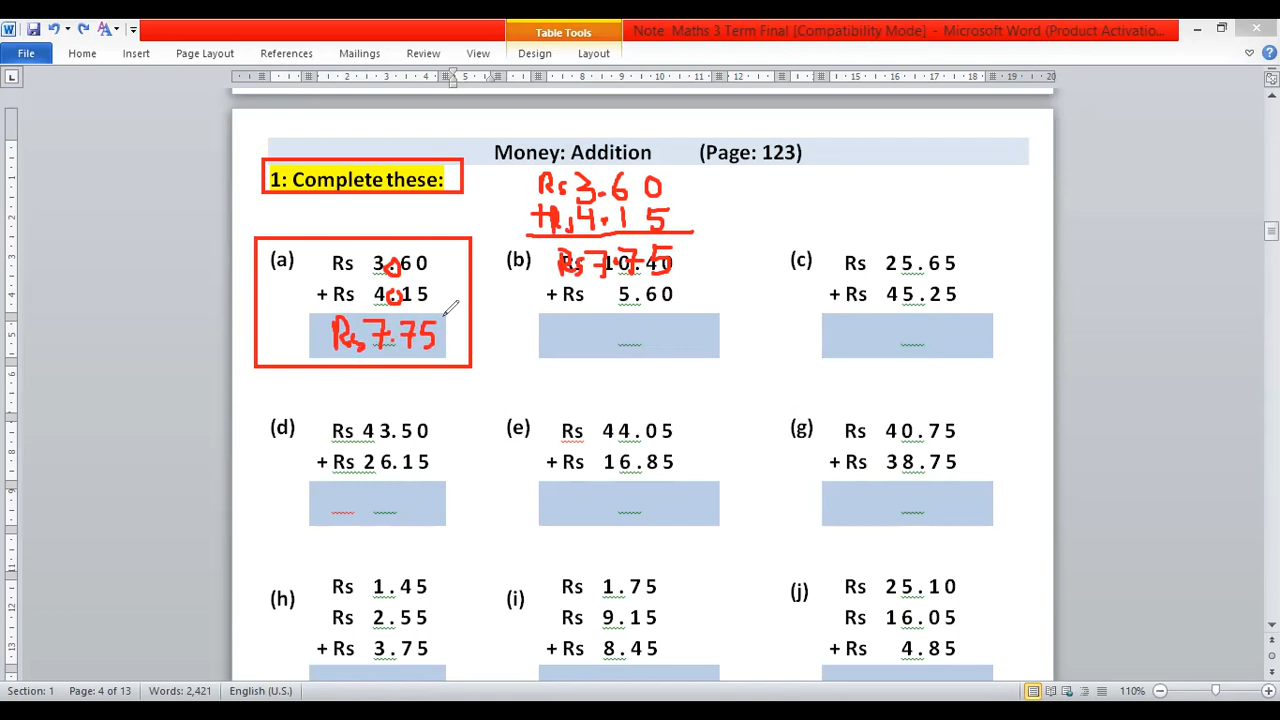 Table Tools
Note. Maths 3 Term Final [Compatibility Mode] - Microsoft Word (Product Activatio...
File Home Insert Page Layout References Mailings Review View Design Layout
Money: Addition (Page: 123)
1: Complete these:
Rs 3.60
+Rs 4.15
Rs 7.75
(a) Rs 3.60
+ Rs 4.15
Rs 7.75
(b) Rs 10.40
+ Rs 5.60
(c) Rs 25.65
+ Rs 45.25
(d) Rs 43.50
+ Rs 26.15
(e) Rs 44.05
+ Rs 16.85
(g) Rs 40.75
+ Rs 38.75
(h) Rs 1.45
Rs 2.55
+ Rs 3.75
(i) Rs 1.75
Rs 9.15
+ Rs 8.45
(j) Rs 25.10
Rs 16.05
+ Rs 4.85
Section: 1 Page: 4 of 13 Words: 2,421 English (U.S.) 110%